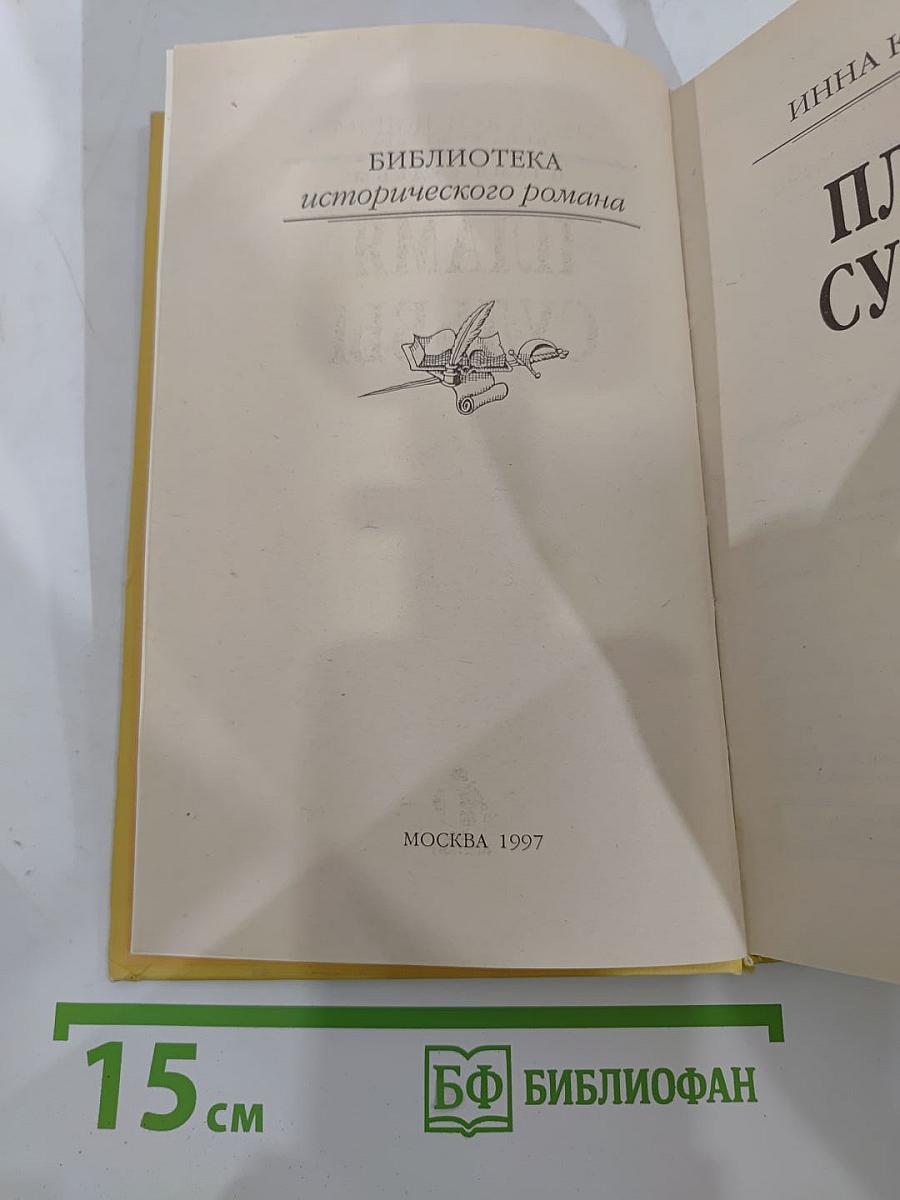 БИБЛИОТЕКА
исторического романа
МОСКВА 1997
ИННА К
ПЛ
СУ
15 см
БФ БИБЛИОФАН